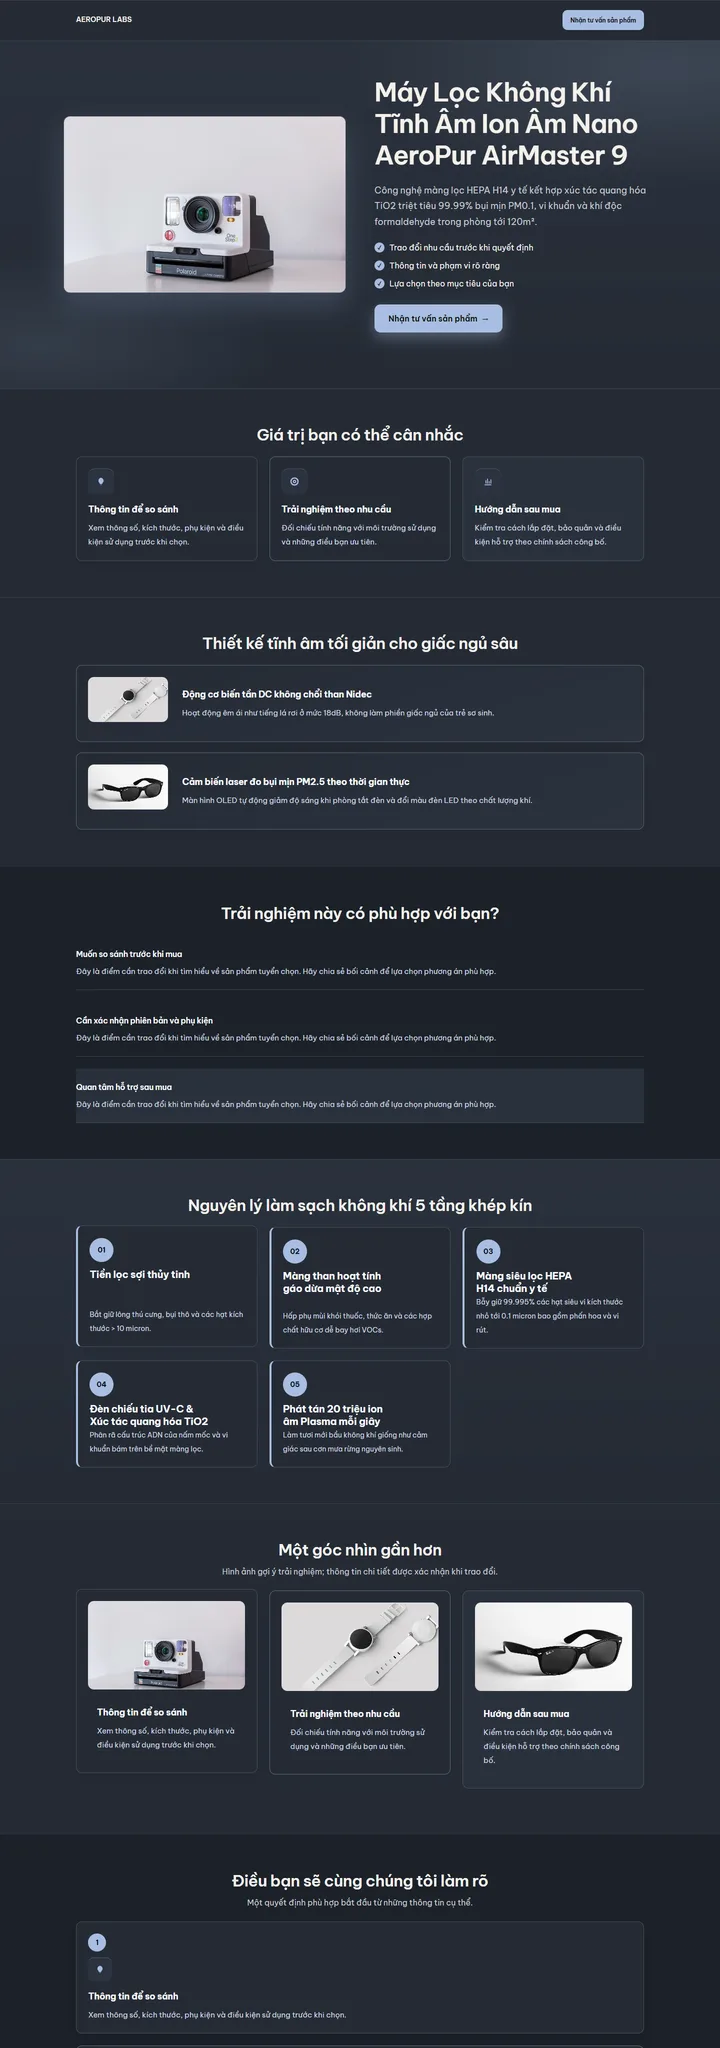 AEROPUR LABS
Nhận tư vấn sản phẩm
Máy Lọc Không Khí
Tĩnh Âm Ion Âm Nano
AeroPur AirMaster 9
Công nghệ màng lọc HEPA H14 y tế kết hợp xúc tác quang hóa
TiO2 triệt tiêu 99.99% bụi mịn PM0.1, vi khuẩn và khí độc
formaldehyde trong phòng tới 120m².
Trao đổi nhu cầu trước khi quyết định
Thông tin và phạm vi rõ ràng
Lựa chọn theo mục tiêu của bạn
Nhận tư vấn sản phẩm →
Polaroid
Giá trị bạn có thể cân nhắc
Thông tin để so sánh
Xem thông số, kích thước, phụ kiện và điều
kiện sử dụng trước khi chọn.
Trải nghiệm theo nhu cầu
Đối chiếu tính năng với môi trường sử dụng
và những điều bạn ưu tiên.
Hướng dẫn sau mua
Kiểm tra cách lắp đặt, bảo quản và điều
kiện hỗ trợ theo chính sách công bố.
Thiết kế tĩnh âm tối giản cho giấc ngủ sâu
Động cơ biến tần DC không chổi than Nidec
Hoạt động êm ái như tiếng lá rơi ở mức 18dB, không làm phiền giấc ngủ của trẻ sơ sinh.
Cảm biến laser đo bụi mịn PM2.5 theo thời gian thực
Màn hình OLED tự động giảm độ sáng khi phòng tắt đèn và đổi màu đèn LED theo chất lượng khí.
Trải nghiệm này có phù hợp với bạn?
Muốn so sánh trước khi mua
Đây là điểm cần trao đổi khi tìm hiểu về sản phẩm tuyển chọn. Hãy chia sẻ bối cảnh để lựa chọn phương án phù hợp.
Cần xác nhận phiên bản và phụ kiện
Đây là điểm cần trao đổi khi tìm hiểu về sản phẩm tuyển chọn. Hãy chia sẻ bối cảnh để lựa chọn phương án phù hợp.
Quan tâm hỗ trợ sau mua
Đây là điểm cần trao đổi khi tìm hiểu về sản phẩm tuyển chọn. Hãy chia sẻ bối cảnh để lựa chọn phương án phù hợp.
Nguyên lý làm sạch không khí 5 tầng khép kín
01
Tiền lọc sợi thủy tinh
Bắt giữ lông thú cưng, bụi thô và các hạt kích
thước > 10 micron.
02
Màng than hoạt tính
gáo dừa mật độ cao
Hấp phụ mùi khói thuốc, thức ăn và các hợp
chất hữu cơ dễ bay hơi VOCs.
03
Màng siêu lọc HEPA
H14 chuẩn y tế
Bẫy giữ 99.995% các hạt siêu vi kích thước
nhỏ tới 0.1 micron bao gồm phấn hoa và vi
rút.
04
Đèn chiếu tia UV-C &
Xúc tác quang hóa TiO2
Phân rã cấu trúc ADN của nấm mốc và vi
khuẩn bám trên bề mặt màng lọc.
05
Phát tán 20 triệu ion
âm Plasma mỗi giây
Làm tươi mới bầu không khí giống như cảm
giác sau cơn mưa rừng nguyên sinh.
Một góc nhìn gần hơn
Hình ảnh gợi ý trải nghiệm; thông tin chi tiết được xác nhận khi trao đổi.
Thông tin để so sánh
Xem thông số, kích thước, phụ kiện và
điều kiện sử dụng trước khi chọn.
Trải nghiệm theo nhu cầu
Đối chiếu tính năng với môi trường sử
dụng và những điều bạn ưu tiên.
Hướng dẫn sau mua
Kiểm tra cách lắp đặt, bảo quản và
điều kiện hỗ trợ theo chính sách công
bố.
Điều bạn sẽ cùng chúng tôi làm rõ
Một quyết định phù hợp bắt đầu từ những thông tin cụ thể.
1
Thông tin để so sánh
Xem thông số, kích thước, phụ kiện và điều kiện sử dụng trước khi chọn.